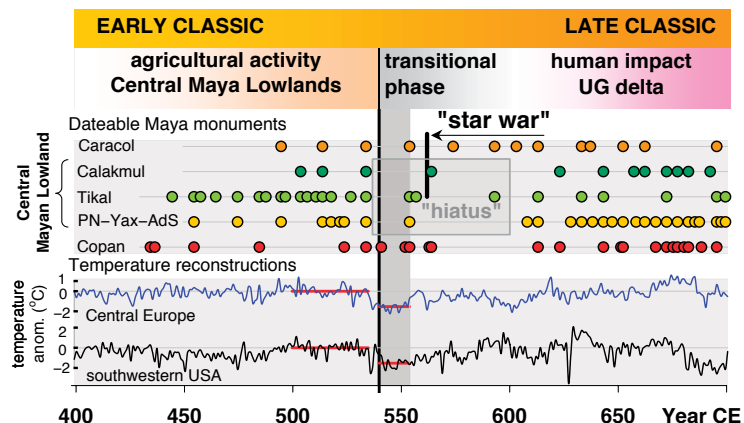 EARLY CLASSIC LATE CLASSIC
agricultural activity
Central Maya Lowlands
transitional
phase
human impact
UG delta
Dateable Maya monuments
"star war"
Central
Mayan Lowland
Caracol
Calakmul
Tikal
PN–Yax–AdS
Copan
"hiatus"
Temperature reconstructions
temperature
anom. (°C)
1
0
−2
Central Europe
2
0
−2
southwestern USA
400 450 500 550 600 650 Year CE